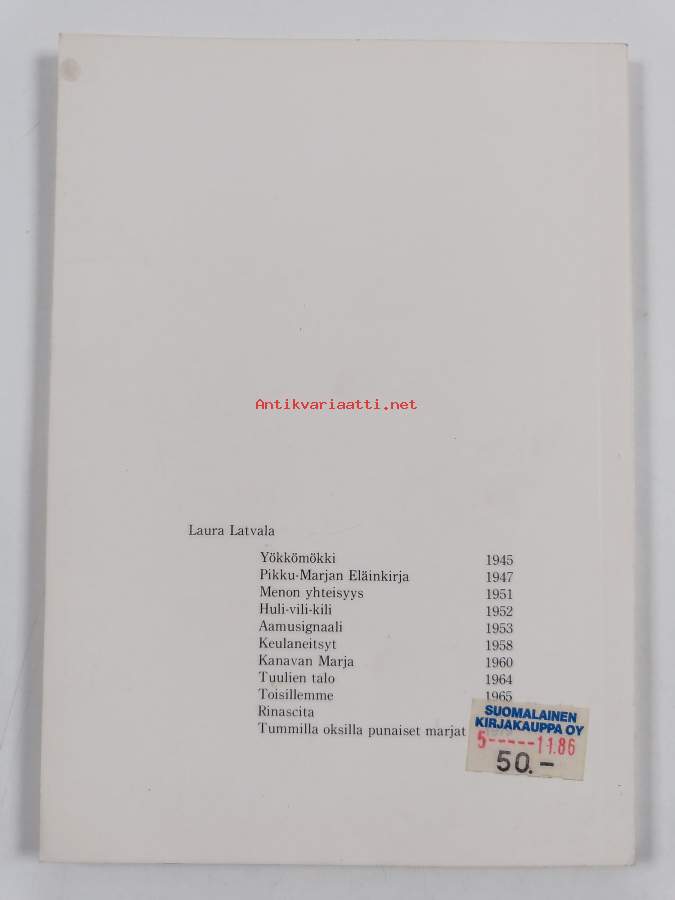 Antikvariaatti.net
Laura Latvala
Yökkömökki 1945
Pikku-Marjan Eläinkirja 1947
Menon yhteisyys 1951
Huli-vili-kili 1952
Aamusignaali 1953
Keulaneitsyt 1958
Kanavan Marja 1960
Tuulien talo 1964
Toisillemme 1965
Rinascita
Tummilla oksilla punaiset marjat
SUOMALAINEN
KIRJAKAUPPA OY
5-----11.86
50.-